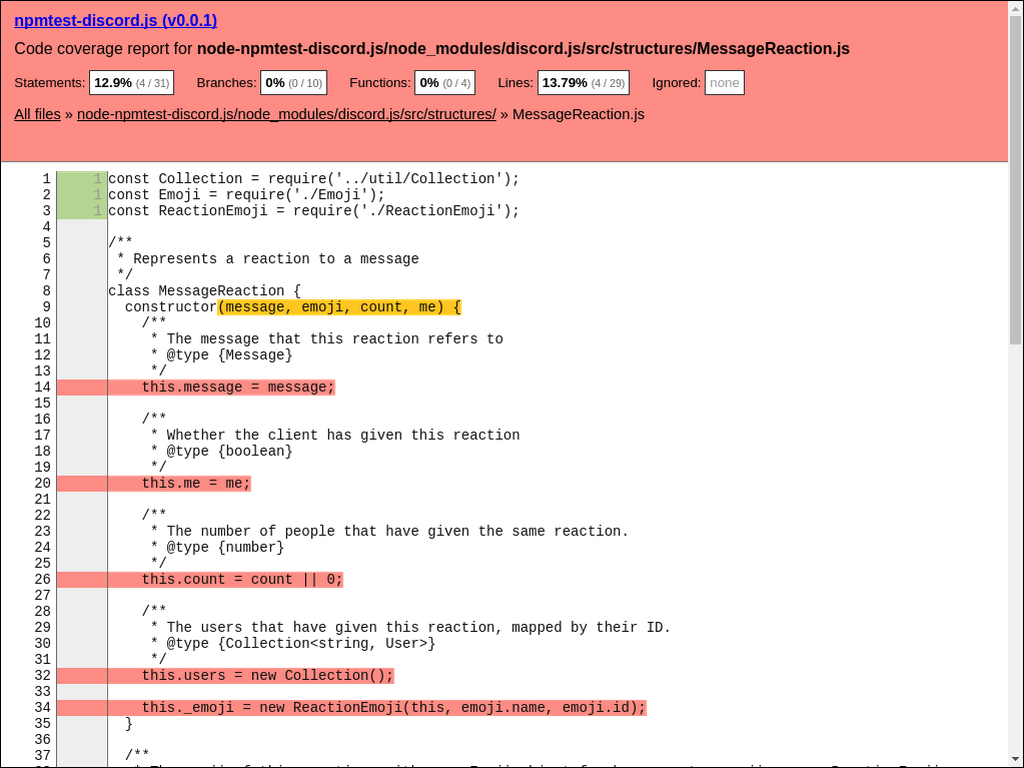 npmtest-discord.js (v0.0.1)
Code coverage report for node-npmtest-discord.js/node_modules/discord.js/src/structures/MessageReaction.js
Statements: 12.9% (4 / 31) Branches: 0% (0 / 10) Functions: 0% (0 / 4) Lines: 13.79% (4 / 29) Ignored: none
All files » node-npmtest-discord.js/node_modules/discord.js/src/structures/ » MessageReaction.js
1 1 const Collection = require('../util/Collection');
2 1 const Emoji = require('./Emoji');
3 1 const ReactionEmoji = require('./ReactionEmoji');
4
5 /**
6 * Represents a reaction to a message
7 */
8 class MessageReaction {
9 constructor(message, emoji, count, me) {
10 /**
11 * The message that this reaction refers to
12 * @type {Message}
13 */
14 this.message = message;
15
16 /**
17 * Whether the client has given this reaction
18 * @type {boolean}
19 */
20 this.me = me;
21
22 /**
23 * The number of people that have given the same reaction.
24 * @type {number}
25 */
26 this.count = count || 0;
27
28 /**
29 * The users that have given this reaction, mapped by their ID.
30 * @type {Collection<string, User>}
31 */
32 this.users = new Collection();
33
34 this._emoji = new ReactionEmoji(this, emoji.name, emoji.id);
35 }
36
37 /**